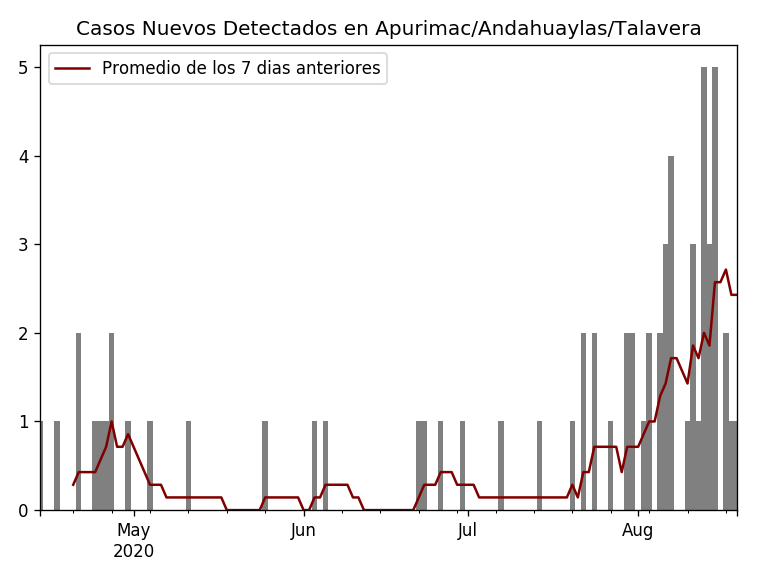 Casos Nuevos Detectados en Apurimac/Andahuaylas/Talavera
Promedio de los 7 dias anteriores
5
4
3
2
1
0
May
2020
Jun
Jul
Aug